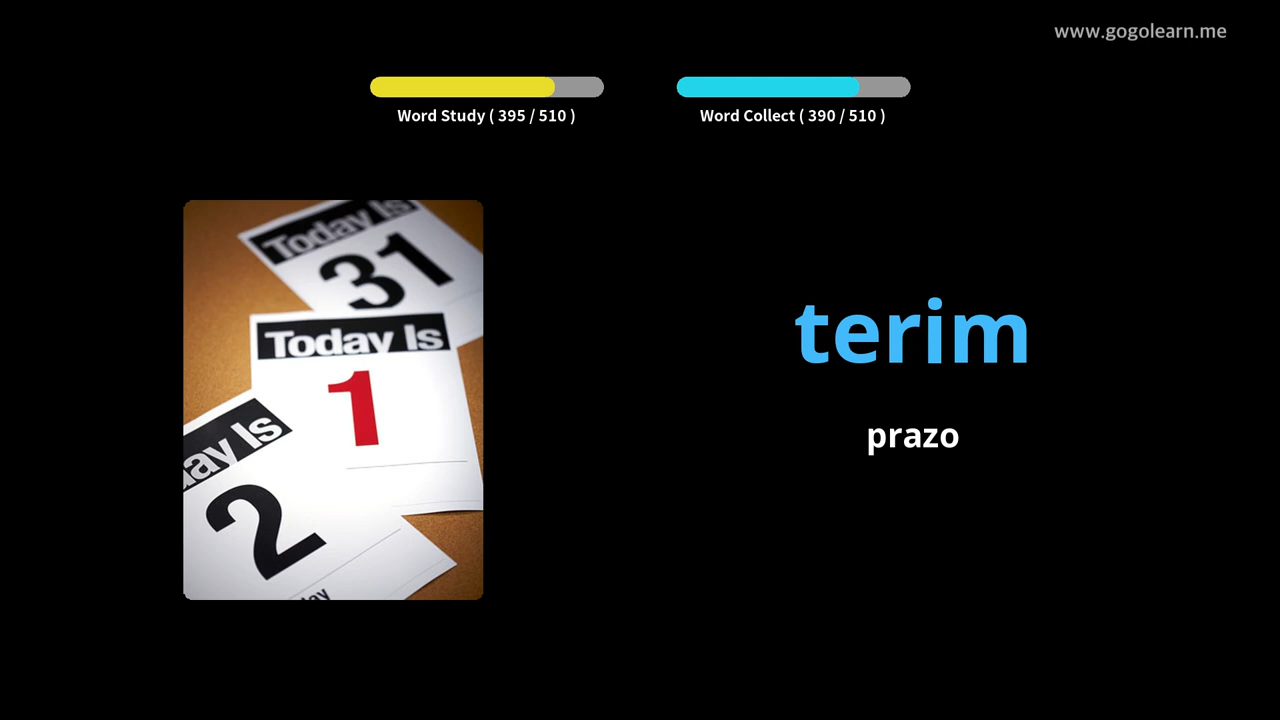 www.gogolearn.me
Word Study ( 395 / 510 )
Word Collect ( 390 / 510 )
Today Is
31
Today Is
1
ay Is
2
terim
prazo